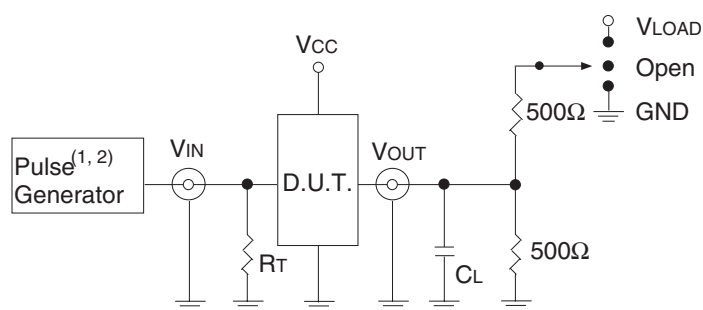 VLOAD
VCC
Open
500Ω
GND
Pulse(1, 2)
Generator
VIN
D.U.T.
VOUT
RT
CL
500Ω